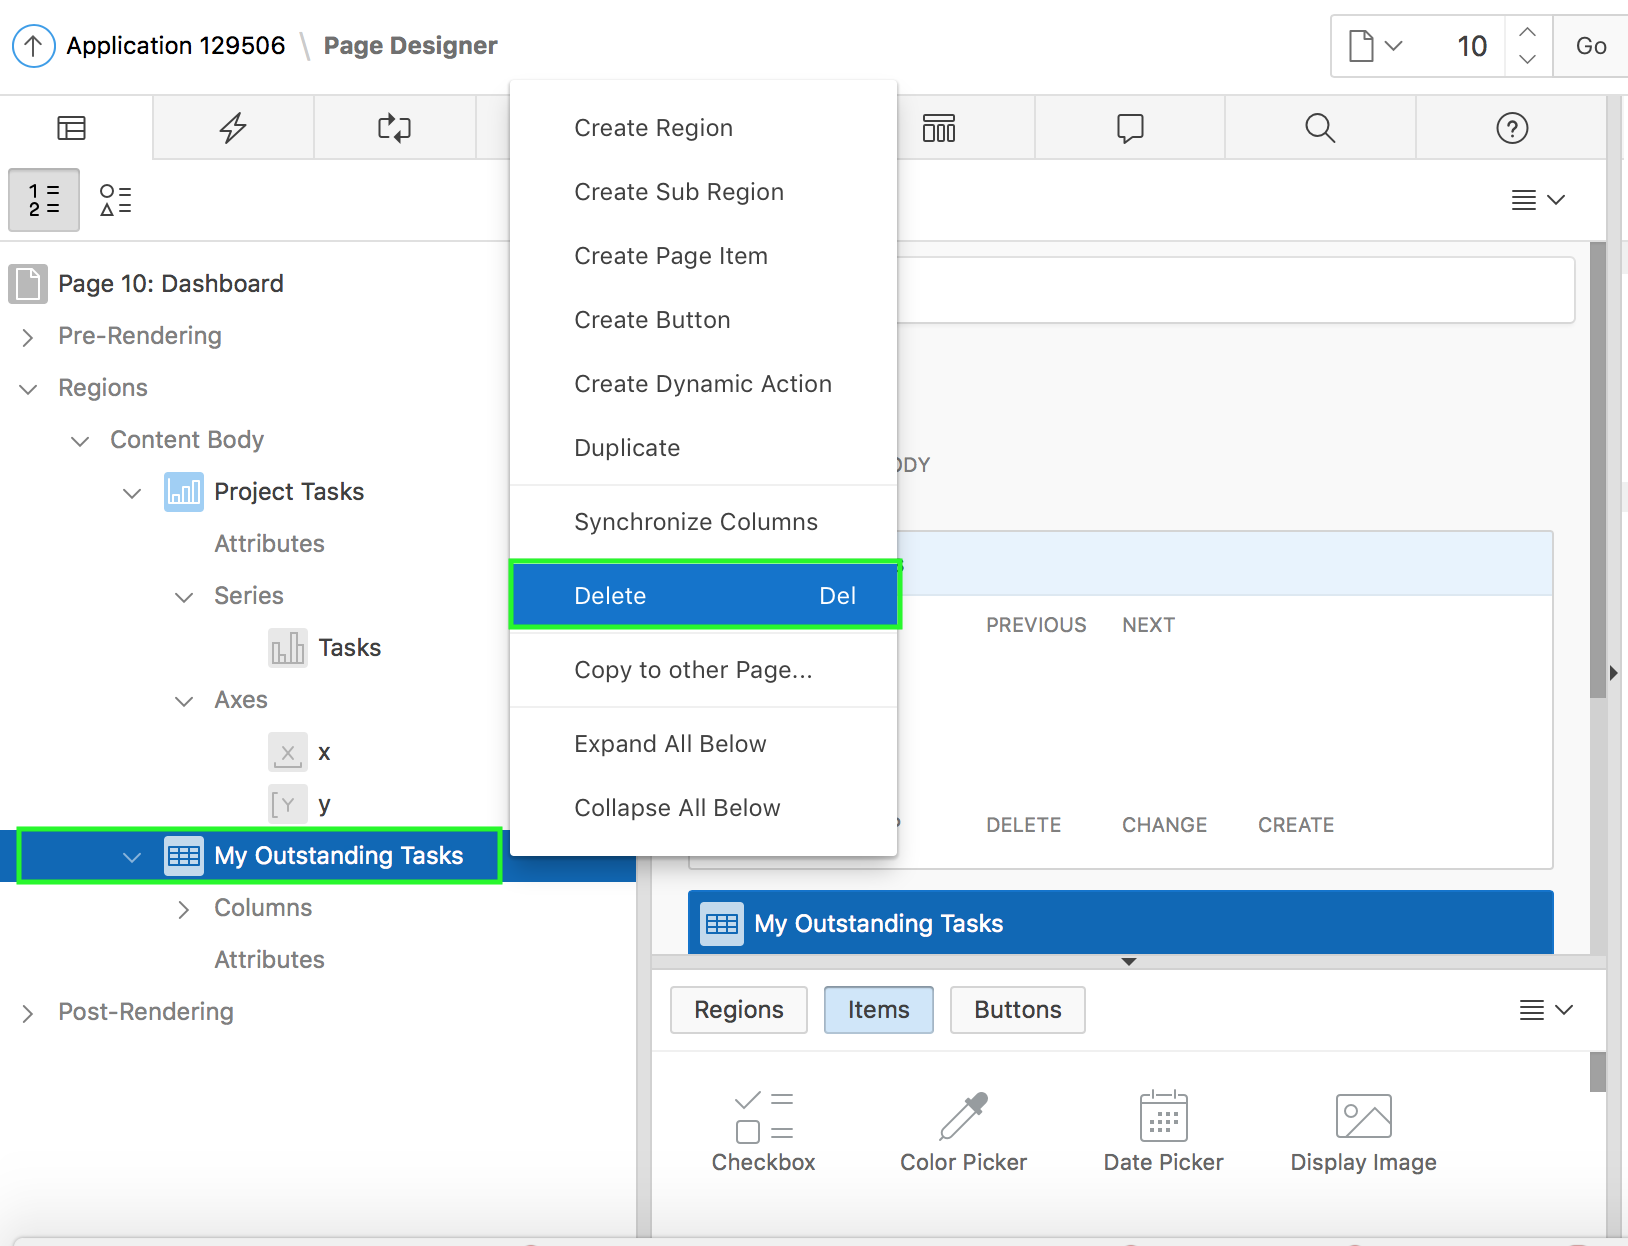 Application 129506 \ Page Designer
10
Go
1
2
Page 10: Dashboard
Pre-Rendering
Regions
Content Body
Project Tasks
Attributes
Series
Tasks
Axes
X x
Y y
My Outstanding Tasks
Columns
Attributes
Post-Rendering
Create Region
Create Sub Region
Create Page Item
Create Button
Create Dynamic Action
Duplicate
Synchronize Columns
Delete Del
Copy to other Page...
Expand All Below
Collapse All Below
PREVIOUS NEXT
DELETE CHANGE CREATE
My Outstanding Tasks
Regions Items Buttons
Checkbox Color Picker Date Picker Display Image